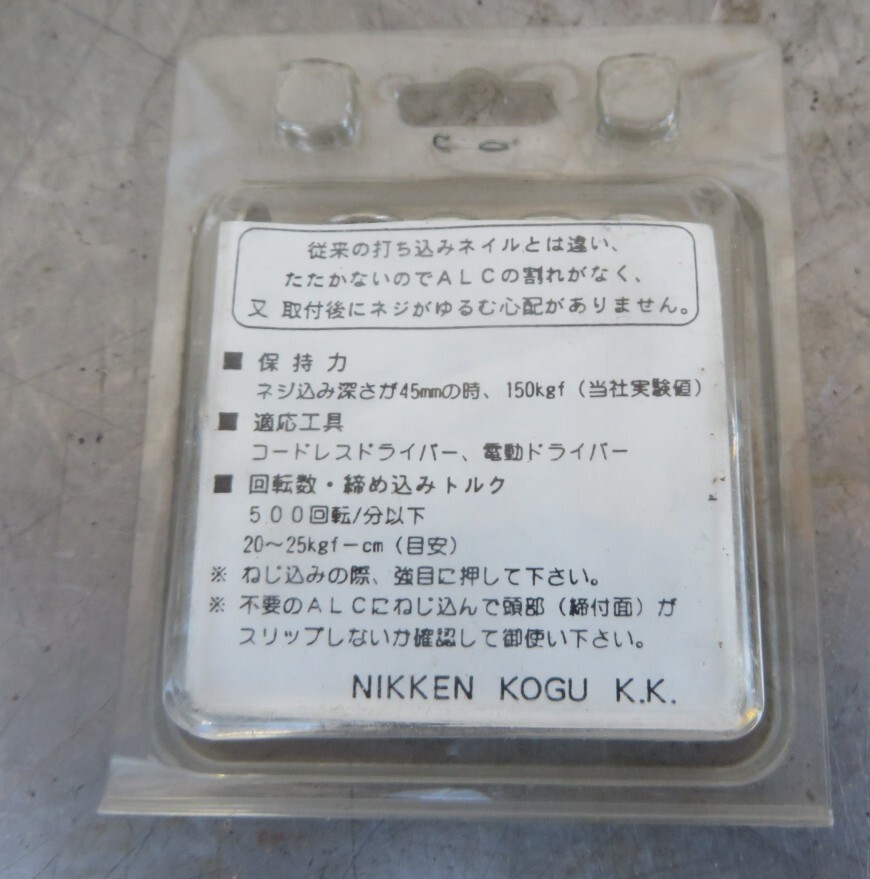 従来の打ち込みネイルとは違い、
たたかないのでＡＬＣの割れがなく、
又 取付後にネジがゆるむ心配がありません。
■ 保 持 力
ネジ込み深さが45mmの時、150kgf（当社実験値）
■ 適応工具
コードレスドライバー、電動ドライバー
■ 回転数・締め込みトルク
５００回転/分以下
20〜25kgf－cm（目安）
※ ねじ込みの際、強目に押して下さい。
※ 不要のＡＬＣにねじ込んで頭部（締付面）が
スリップしないか確認して御使い下さい。
NIKKEN KOGU K.K.